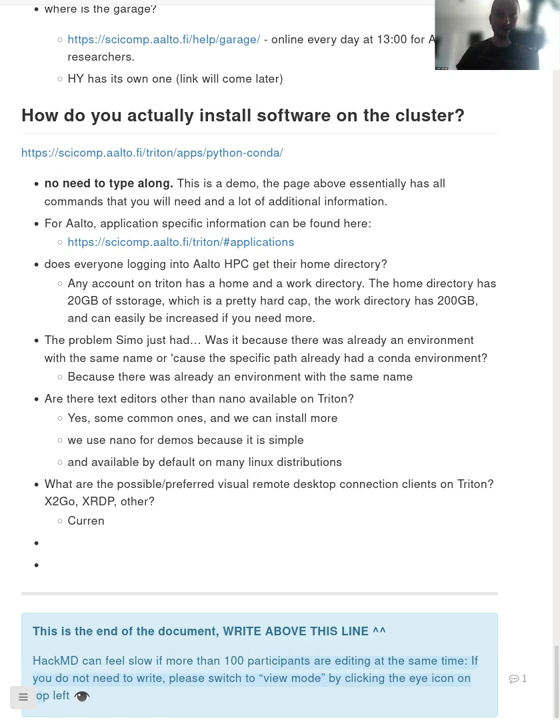 where is the garage?
https://scicomp.aalto.fi/help/garage/ - online every day at 13:00 for A
researchers.
HY has its own one (link will come later)
How do you actually install software on the cluster?
https://scicomp.aalto.fi/triton/apps/python-conda/
no need to type along. This is a demo, the page above essentially has all
commands that you will need and a lot of additional information.
For Aalto, application specific information can be found here:
https://scicomp.aalto.fi/triton/#applications
does everyone logging into Aalto HPC get their home directory?
Any account on triton has a home and a work directory. The home directory has
20GB of sstorage, which is a pretty hard cap, the work directory has 200GB,
and can easily be increased if you need more.
The problem Simo just had... Was it because there was already an environment
with the same name or 'cause the specific path already had a conda environment?
Because there was already an environment with the same name
Are there text editors other than nano available on Triton?
Yes, some common ones, and we can install more
we use nano for demos because it is simple
and available by default on many linux distributions
What are the possible/preferred visual remote desktop connection clients on Triton?
X2Go, XRDP, other?
Curren
This is the end of the document, WRITE ABOVE THIS LINE ^^
HackMD can feel slow if more than 100 participants are editing at the same time: If
you do not need to write, please switch to “view mode” by clicking the eye icon on
top left
1